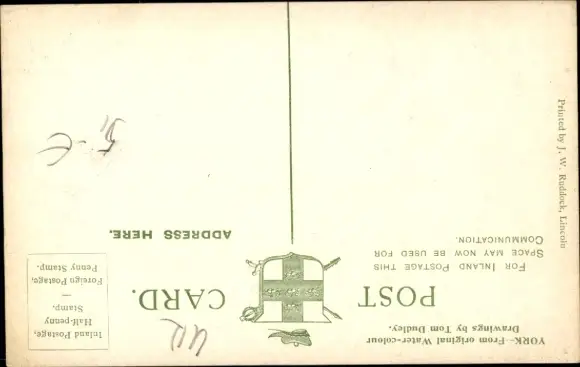 YORK—From original Water-colour
Drawings by Tom Dudley.
POST CARD.
FOR INLAND POSTAGE THIS
SPACE MAY NOW BE USED FOR
COMMUNICATION.
ADDRESS HERE.
Inland Postage,
Half-penny
Stamp.
—
Foreign Postage,
Penny Stamp.
Printed by J. W. Ruddock, Lincoln